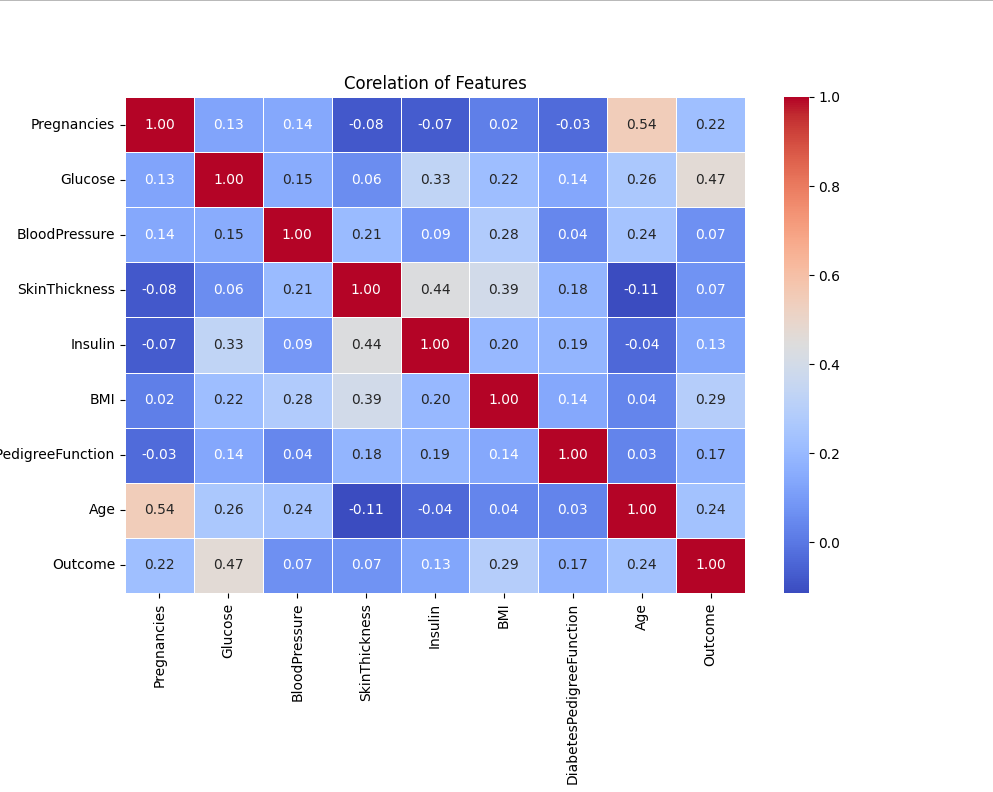 Corelation of Features
Pregnancies 1.00 0.13 0.14 -0.08 -0.07 0.02 -0.03 0.54 0.22
Glucose 0.13 1.00 0.15 0.06 0.33 0.22 0.14 0.26 0.47
BloodPressure 0.14 0.15 1.00 0.21 0.09 0.28 0.04 0.24 0.07
SkinThickness -0.08 0.06 0.21 1.00 0.44 0.39 0.18 -0.11 0.07
Insulin -0.07 0.33 0.09 0.44 1.00 0.20 0.19 -0.04 0.13
BMI 0.02 0.22 0.28 0.39 0.20 1.00 0.14 0.04 0.29
PedigreeFunction -0.03 0.14 0.04 0.18 0.19 0.14 1.00 0.03 0.17
Age 0.54 0.26 0.24 -0.11 -0.04 0.04 0.03 1.00 0.24
Outcome 0.22 0.47 0.07 0.07 0.13 0.29 0.17 0.24 1.00
Pregnancies
Glucose
BloodPressure
SkinThickness
Insulin
BMI
DiabetesPedigreeFunction
Age
Outcome
1.0
0.8
0.6
0.4
0.2
0.0